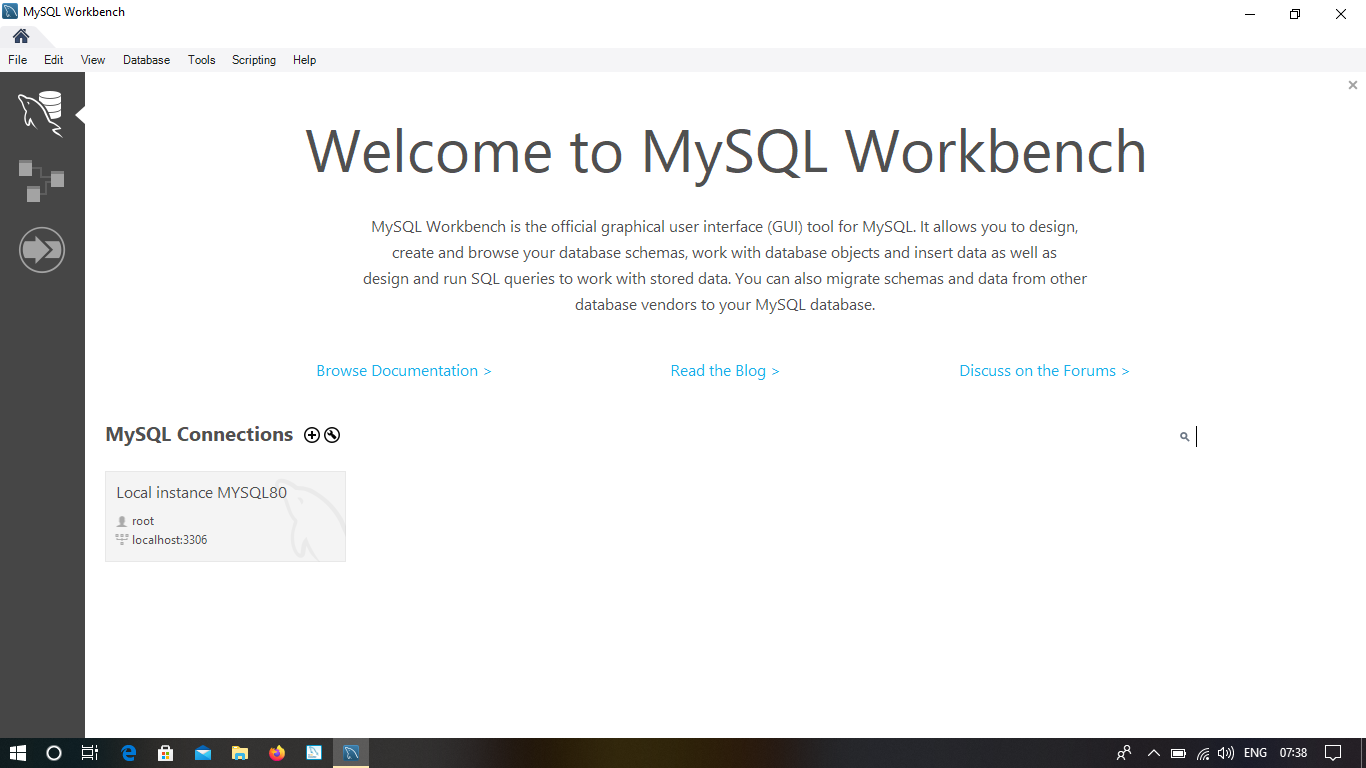 MySQL Workbench
File Edit View Database Tools Scripting Help
Welcome to MySQL Workbench
MySQL Workbench is the official graphical user interface (GUI) tool for MySQL. It allows you to design,
create and browse your database schemas, work with database objects and insert data as well as
design and run SQL queries to work with stored data. You can also migrate schemas and data from other
database vendors to your MySQL database.
Browse Documentation > Read the Blog > Discuss on the Forums >
MySQL Connections
Local instance MYSQL80
root
localhost:3306
ENG 07:38